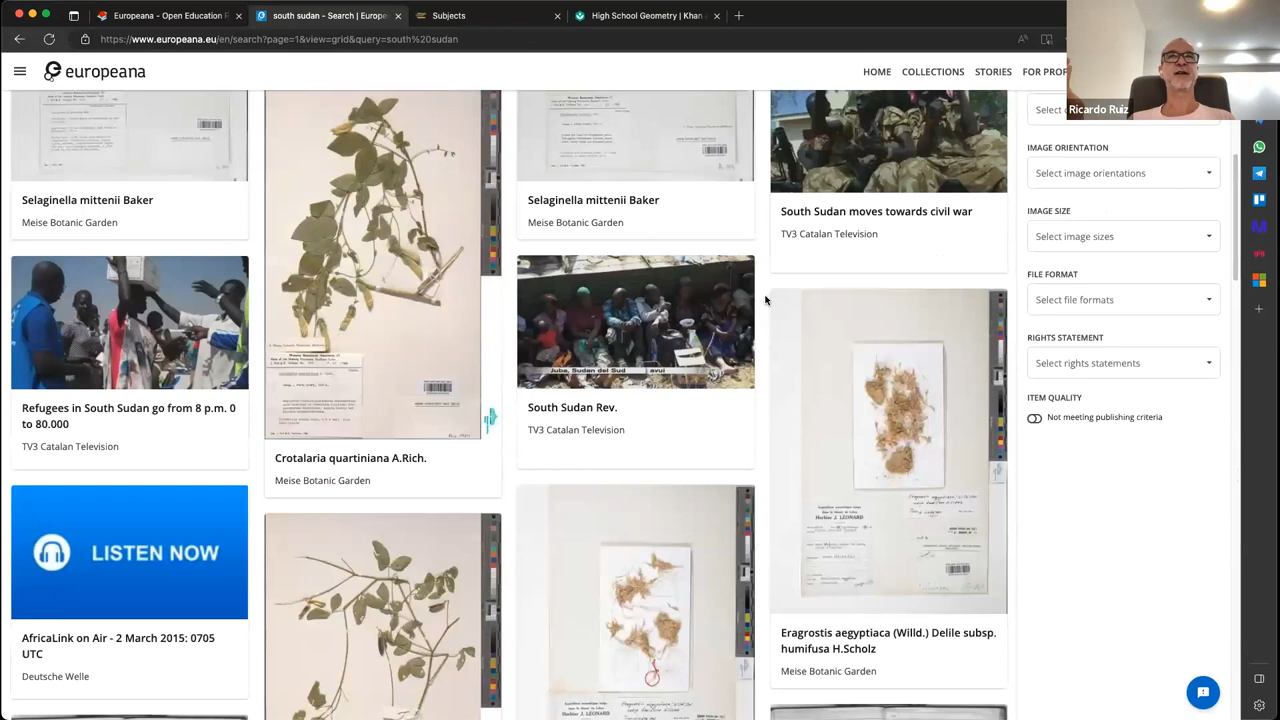 Europeana - Open Education R
south sudan - Search | European
Subjects
High School Geometry | Khan
https://www.europeana.eu/en/search?page=1&view=grid&query=south%20sudan
europeana
HOME
COLLECTIONS
STORIES
FOR PROF
Ricardo Ruiz
Selaginella mittenii Baker
Meise Botanic Garden
Refugees in South Sudan go from 8 p.m. 0
to 80.000
TV3 Catalan Television
LISTEN NOW
AfricaLink on Air - 2 March 2015: 0705
UTC
Deutsche Welle
Crotalaria quartiniana A.Rich.
Meise Botanic Garden
Selaginella mittenii Baker
Meise Botanic Garden
Juba, Sudan del Sud avui
South Sudan Rev.
TV3 Catalan Television
South Sudan moves towards civil war
TV3 Catalan Television
Eragrostis aegyptiaca (Willd.) Delile subsp.
humifusa H.Scholz
Meise Botanic Garden
Select
IMAGE ORIENTATION
Select image orientations
IMAGE SIZE
Select image sizes
FILE FORMAT
Select file formats
RIGHTS STATEMENT
Select rights statements
ITEM QUALITY
Not meeting publishing criteria